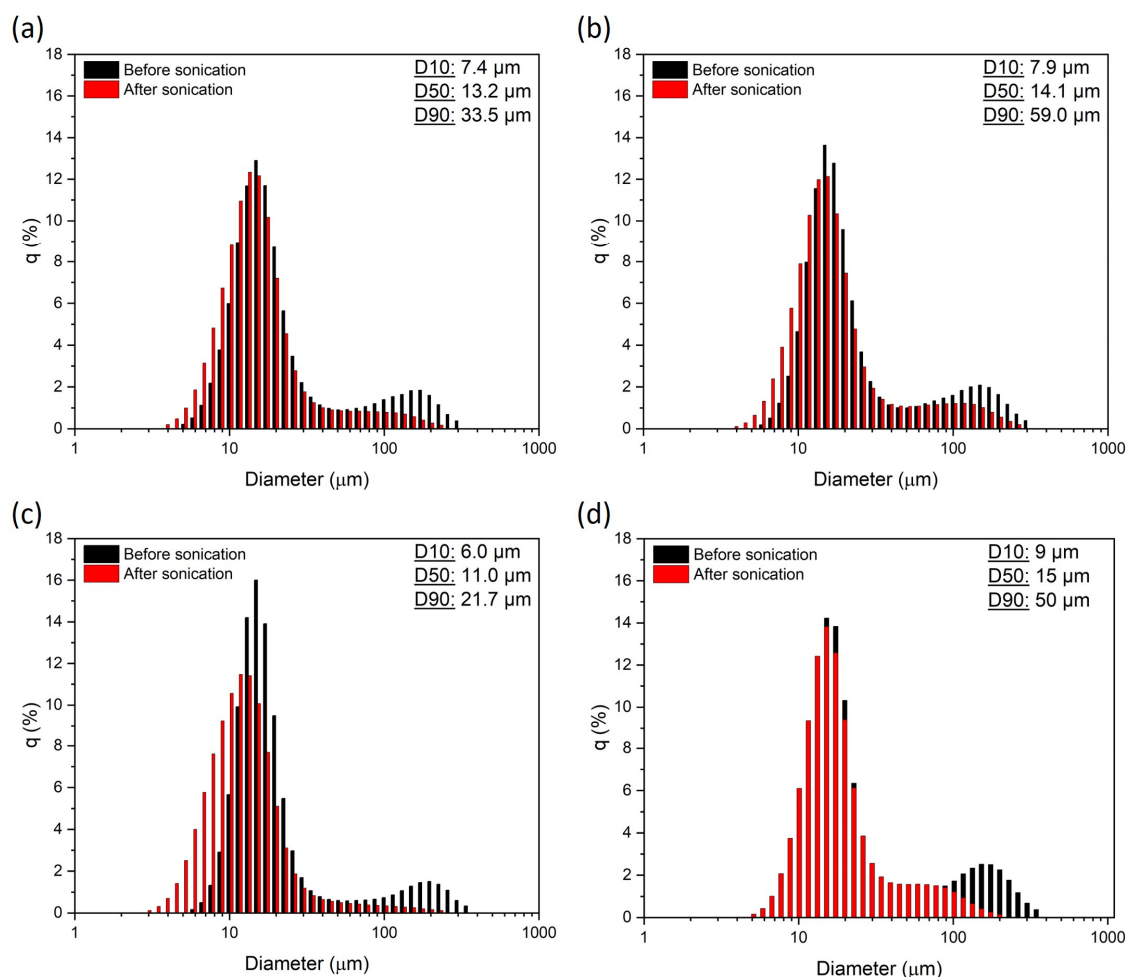 (a)
18
16
14
12
10
8
6
4
2
0
q (%)
Before sonication
After sonication
D10: 7.4 μm
D50: 13.2 μm
D90: 33.5 μm
1 10 100 1000
Diameter (μm)
(b)
18
16
14
12
10
8
6
4
2
0
q (%)
Before sonication
After sonication
D10: 7.9 μm
D50: 14.1 μm
D90: 59.0 μm
1 10 100 1000
Diameter (μm)
(c)
18
16
14
12
10
8
6
4
2
0
q (%)
Before sonication
After sonication
D10: 6.0 μm
D50: 11.0 μm
D90: 21.7 μm
1 10 100 1000
Diameter (μm)
(d)
18
16
14
12
10
8
6
4
2
0
q (%)
Before sonication
After sonication
D10: 9 μm
D50: 15 μm
D90: 50 μm
1 10 100 1000
Diameter (μm)